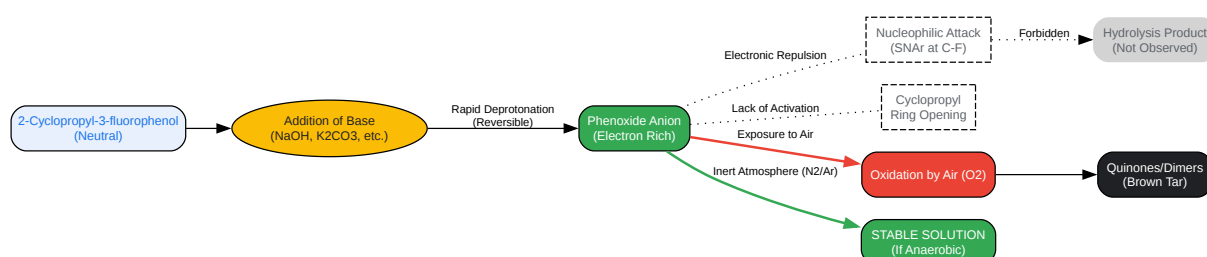 2-Cyclopropyl-3-fluorophenol
(Neutral)
Addition of Base
(NaOH, K2CO3, etc.)
Rapid Deprotonation
(Reversible)
Phenoxide Anion
(Electron Rich)
Electronic Repulsion
Nucleophilic Attack
(SNAr at C-F)
Forbidden
Hydrolysis Product
(Not Observed)
Lack of Activation
Cyclopropyl
Ring Opening
Exposure to Air
Oxidation by Air (O2)
Quinones/Dimers
(Brown Tar)
Inert Atmosphere (N2/Ar)
STABLE SOLUTION
(If Anaerobic)